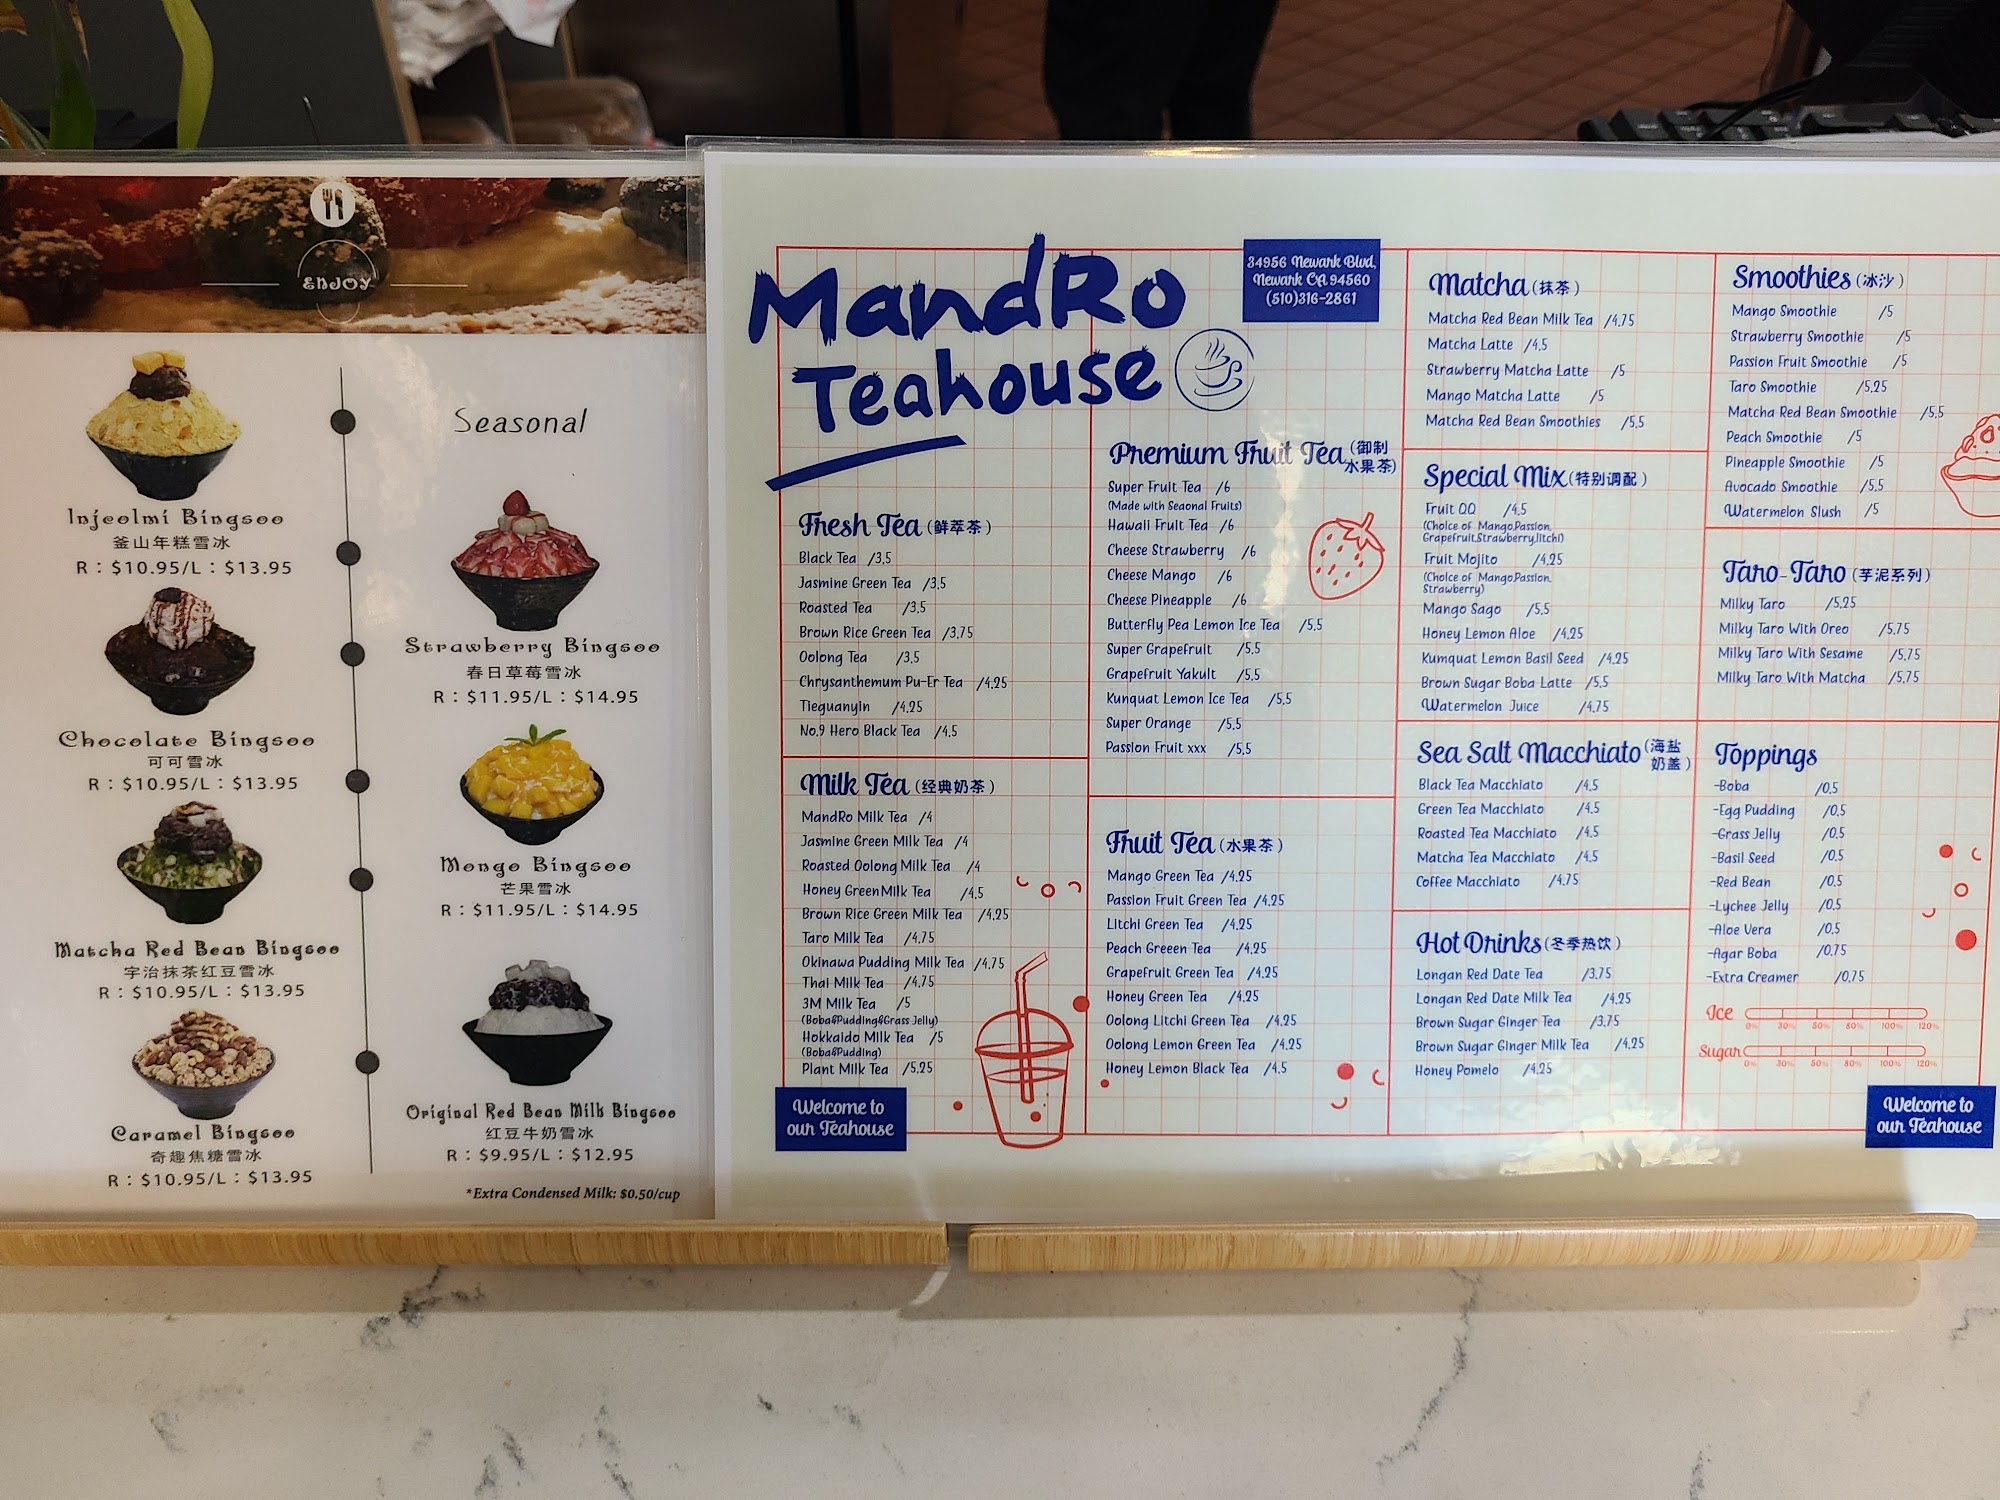 ENJOY
Injeolmi Bingsoo
釜山年糕雪冰
R：$10.95/L：$13.95
Chocolate Bingsoo
可可雪冰
R：$10.95/L：$13.95
Matcha Red Bean Bingsoo
宇治抹茶红豆雪冰
R：$10.95/L：$13.95
Caramel Bingsoo
奇趣焦糖雪冰
R：$10.95/L：$13.95
Seasonal
Strawberry Bingsoo
春日草莓雪冰
R：$11.95/L：$14.95
Mongo Bingsoo
芒果雪冰
R：$11.95/L：$14.95
Original Red Bean Milk Bingsoo
红豆牛奶雪冰
R：$9.95/L：$12.95
*Extra Condensed Milk: $0.50/cup
MandRo
Teahouse
34956 Newark Blvd,
Newark CA 94560
(510)316-2861
Fresh Tea (鲜萃茶)
Black Tea /3.5
Jasmine Green Tea /3.5
Roasted Tea /3.5
Brown Rice Green Tea /3.75
Oolong Tea /3.5
Chrysanthemum Pu-Er Tea /4.25
Tieguanyin /4.25
No.9 Hero Black Tea /4.5
Milk Tea (经典奶茶)
MandRo Milk Tea /4
Jasmine Green Milk Tea /4
Roasted Oolong Milk Tea /4
Honey GreenMilk Tea /4.5
Brown Rice Green Milk Tea /4.25
Taro Milk Tea /4.75
Okinawa Pudding Milk Tea /4.75
Thai Milk Tea /4.75
3M Milk Tea /5
(Boba&Pudding&Grass Jelly)
Hokkaido Milk Tea /5
(Boba&Pudding)
Plant Milk Tea /5.25
Welcome to
our Teahouse
Premium Fruit Tea (御制
水果茶)
Super Fruit Tea /6
(Made with Seaonal Fruits)
Hawaii Fruit Tea /6
Cheese Strawberry /6
Cheese Mango /6
Cheese Pineapple /6
Butterfly Pea Lemon Ice Tea /5.5
Super Grapefruit /5.5
Grapefruit Yakult /5.5
Kunquat Lemon Ice Tea /5.5
Super Orange /5.5
Passion Fruit xxx /5.5
Fruit Tea (水果茶)
Mango Green Tea /4.25
Passion Fruit Green Tea /4.25
Litchi Green Tea /4.25
Peach Greeen Tea /4.25
Grapefruit Green Tea /4.25
Honey Green Tea /4.25
Oolong Litchi Green Tea /4.25
Oolong Lemon Green Tea /4.25
Honey Lemon Black Tea /4.5
Matcha (抹茶)
Matcha Red Bean Milk Tea /4.75
Matcha Latte /4.5
Strawberry Matcha Latte /5
Mango Matcha Latte /5
Matcha Red Bean Smoothies /5.5
Special Mix (特别调配)
Fruit QQ /4.5
(Choice of Mango,Passion,
Grapefruit,Strawberry,litchi)
Fruit Mojito /4.25
(Choice of Mango,Passion,
Strawberry)
Mango Sago /5.5
Honey Lemon Aloe /4.25
Kumquat Lemon Basil Seed /4.25
Brown Sugar Boba Latte /5.5
Watermelon Juice /4.75
Sea Salt Macchiato (海盐
奶盖)
Black Tea Macchiato /4.5
Green Tea Macchiato /4.5
Roasted Tea Macchiato /4.5
Matcha Tea Macchiato /4.5
Coffee Macchiato /4.75
Hot Drinks (冬季热饮)
Longan Red Date Tea /3.75
Longan Red Date Milk Tea /4.25
Brown Sugar Ginger Tea /3.75
Brown Sugar Ginger Milk Tea /4.25
Honey Pomelo /4.25
Smoothies (冰沙)
Mango Smoothie /5
Strawberry Smoothie /5
Passion Fruit Smoothie /5
Taro Smoothie /5.25
Matcha Red Bean Smoothie /5.5
Peach Smoothie /5
Pineapple Smoothie /5
Avocado Smoothie /5.5
Watermelon Slush /5
Taro-Taro (芋泥系列)
Milky Taro /5.25
Milky Taro With Oreo /5.75
Milky Taro With Sesame /5.75
Milky Taro With Matcha /5.75
Toppings
-Boba /0.5
-Egg Pudding /0.5
-Grass Jelly /0.5
-Basil Seed /0.5
-Red Bean /0.5
-Lychee Jelly /0.5
-Aloe Vera /0.5
-Agar Boba /0.75
-Extra Creamer /0.75
Ice
0% 30% 50% 80% 100% 120%
Sugar
0% 30% 50% 80% 100% 120%
Welcome to
our Teahouse